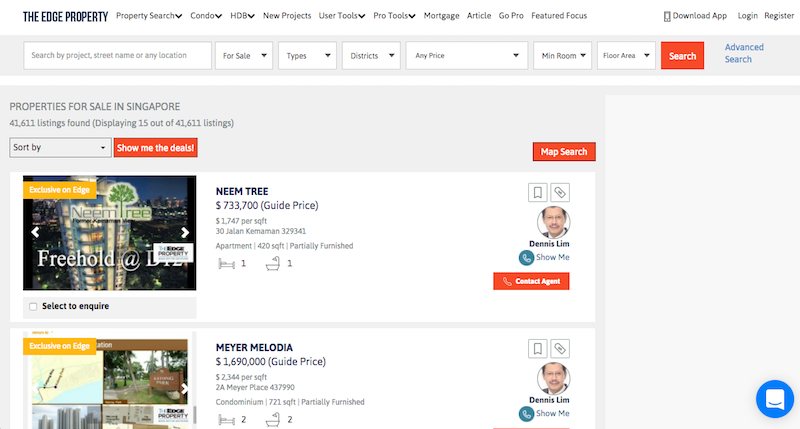 THE EDGE PROPERTY Property Search Condo HDB New Projects User Tools Pro Tools Mortgage Article Go Pro Featured Focus Download App Login Register
Search by project, street name or any location For Sale Types Districts Any Price Min Room Floor Area Search Advanced
Search
PROPERTIES FOR SALE IN SINGAPORE
41,611 listings found (Displaying 15 out of 41,611 listings)
Sort by Show me the deals!
Map Search
Exclusive on Edge
Neem Tree
THE EDGE
PROPERTY
Freehold @
Select to enquire
NEEM TREE
$ 733,700 (Guide Price)
$ 1,747 per sqft
30 Jalan Kemaman 329341
Apartment | 420 sqft | Partially Furnished
1 1
Dennis Lim
Show Me
Contact Agent
Exclusive on Edge
THE EDGE
PROPERTY
MEYER MELODIA
$ 1,690,000 (Guide Price)
$ 2,344 per sqft
2A Meyer Place 437990
Condominium | 721 sqft | Partially Furnished
2 2
Dennis Lim
Show Me